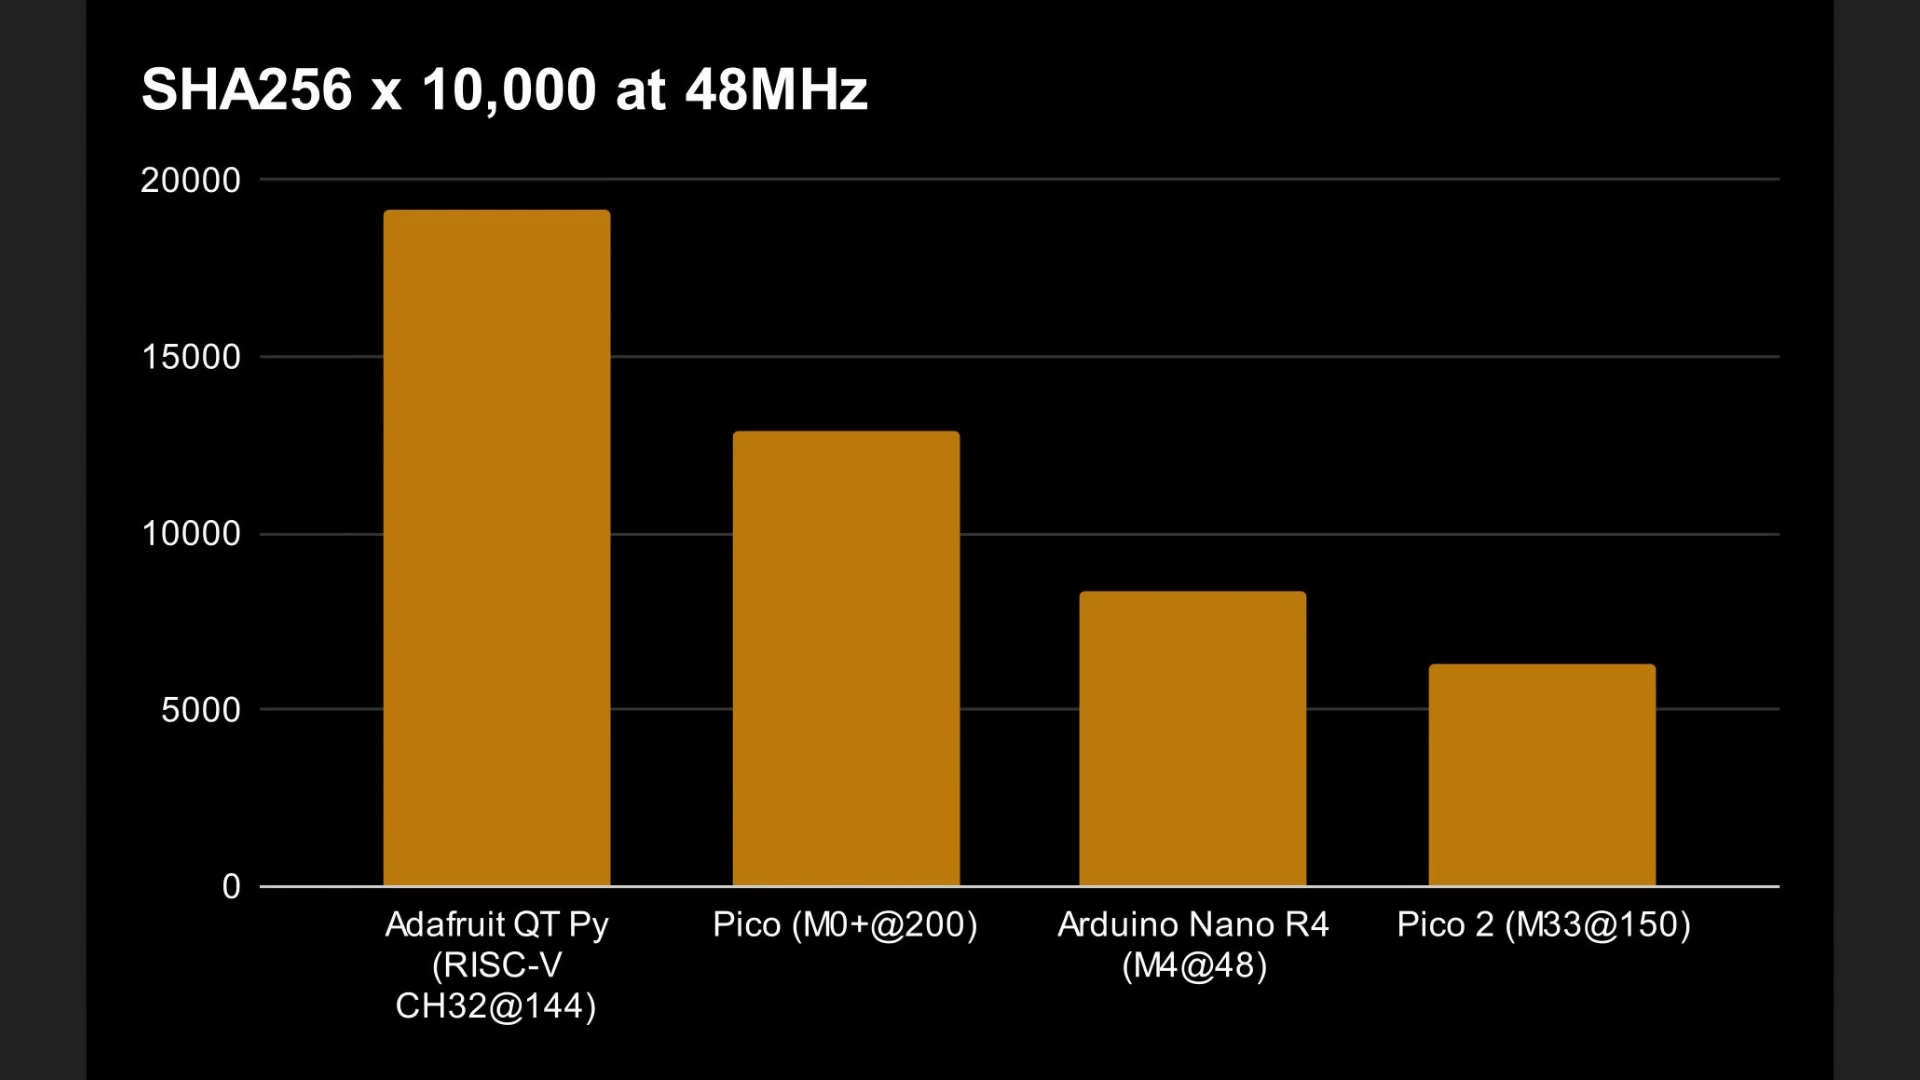 SHA256 x 10,000 at 48MHz
20000
15000
10000
5000
0
Adafruit QT Py
(RISC-V
CH32@144)
Pico (M0+@200)
Arduino Nano R4
(M4@48)
Pico 2 (M33@150)